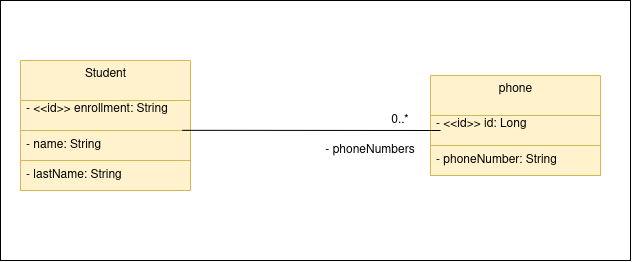 Student
- <<id>> enrollment: String
- name: String
- lastName: String
0..*
- phoneNumbers
phone
- <<id>> id: Long
- phoneNumber: String